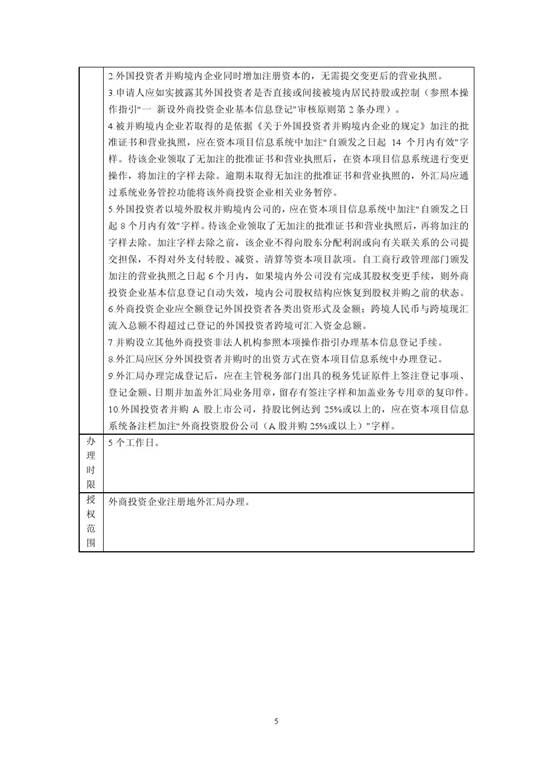 2.外国投资者并购境内企业同时增加注册资本的，无需提交变更后的营业执照。
3.申请人应如实披露其外国投资者是否直接或间接被境内居民持股或控制（参照本操
作指引"一 新设外商投资企业基本信息登记"审核原则第 2 条办理）。
4.被并购境内企业若取得的是依据《关于外国投资者并购境内企业的规定》加注的批
准证书和营业执照，应在资本项目信息系统中加注"自颁发之日起 14 个月内有效"字
样。待该企业领取了无加注的批准证书和营业执照后，在资本项目信息系统进行变更
操作，将加注的字样去除。逾期未取得无加注的批准证书和营业执照的，外汇局应通
过系统业务管控功能将该外商投资企业相关业务暂停。
5.外国投资者以境外股权并购境内公司的，应在资本项目信息系统中加注"自颁发之日
起 8 个月内有效"字样。待该企业领取了无加注的批准证书和营业执照后，再将加注的
字样去除。加注字样去除之前，该企业不得向股东分配利润或向有关联关系的公司提
交担保，不得对外支付转股、减资、清算等资本项目款项。自工商行政管理部门颁发
加注的营业执照之日起 6 个月内，如果境内外公司没有完成其股权变更手续，则外商
投资企业基本信息登记自动失效，境内公司股权结构应恢复到股权并购之前的状态。
6.外商投资企业应全额登记外国投资者各类出资形式及金额；跨境人民币与跨境现汇
流入总额不得超过已登记的外国投资者跨境可汇入资金总额。
7.并购设立其他外商投资非法人机构参照本项操作指引办理基本信息登记手续。
8.外汇局应区分外国投资者并购时的出资方式在资本项目信息系统中办理登记。
9.外汇局办理完成登记后，应在主管税务部门出具的税务凭证原件上签注登记事项、
登记金额、日期并加盖外汇局业务用章，留存有签注字样和加盖业务专用章的复印件。
10.外国投资者并购 A 股上市公司，持股比例达到 25%或以上的，应在资本项目信息
系统备注栏加注"外商投资股份公司（A 股并购 25%或以上）"字样。
办
理
时
限
5 个工作日。
授
权
范
围
外商投资企业注册地外汇局办理。
5